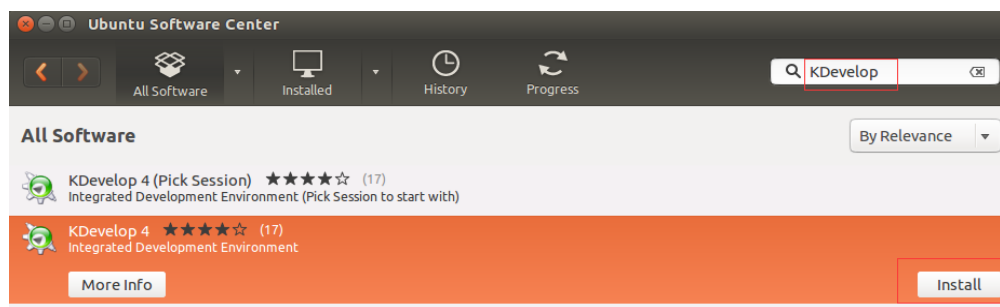 Ubuntu Software Center
All Software
Installed
History
Progress
KDevelop
All Software
By Relevance
KDevelop 4 (Pick Session) ★★★★☆ (17)
Integrated Development Environment (Pick Session to start with)
KDevelop 4 ★★★★☆ (17)
Integrated Development Environment
More Info
Install